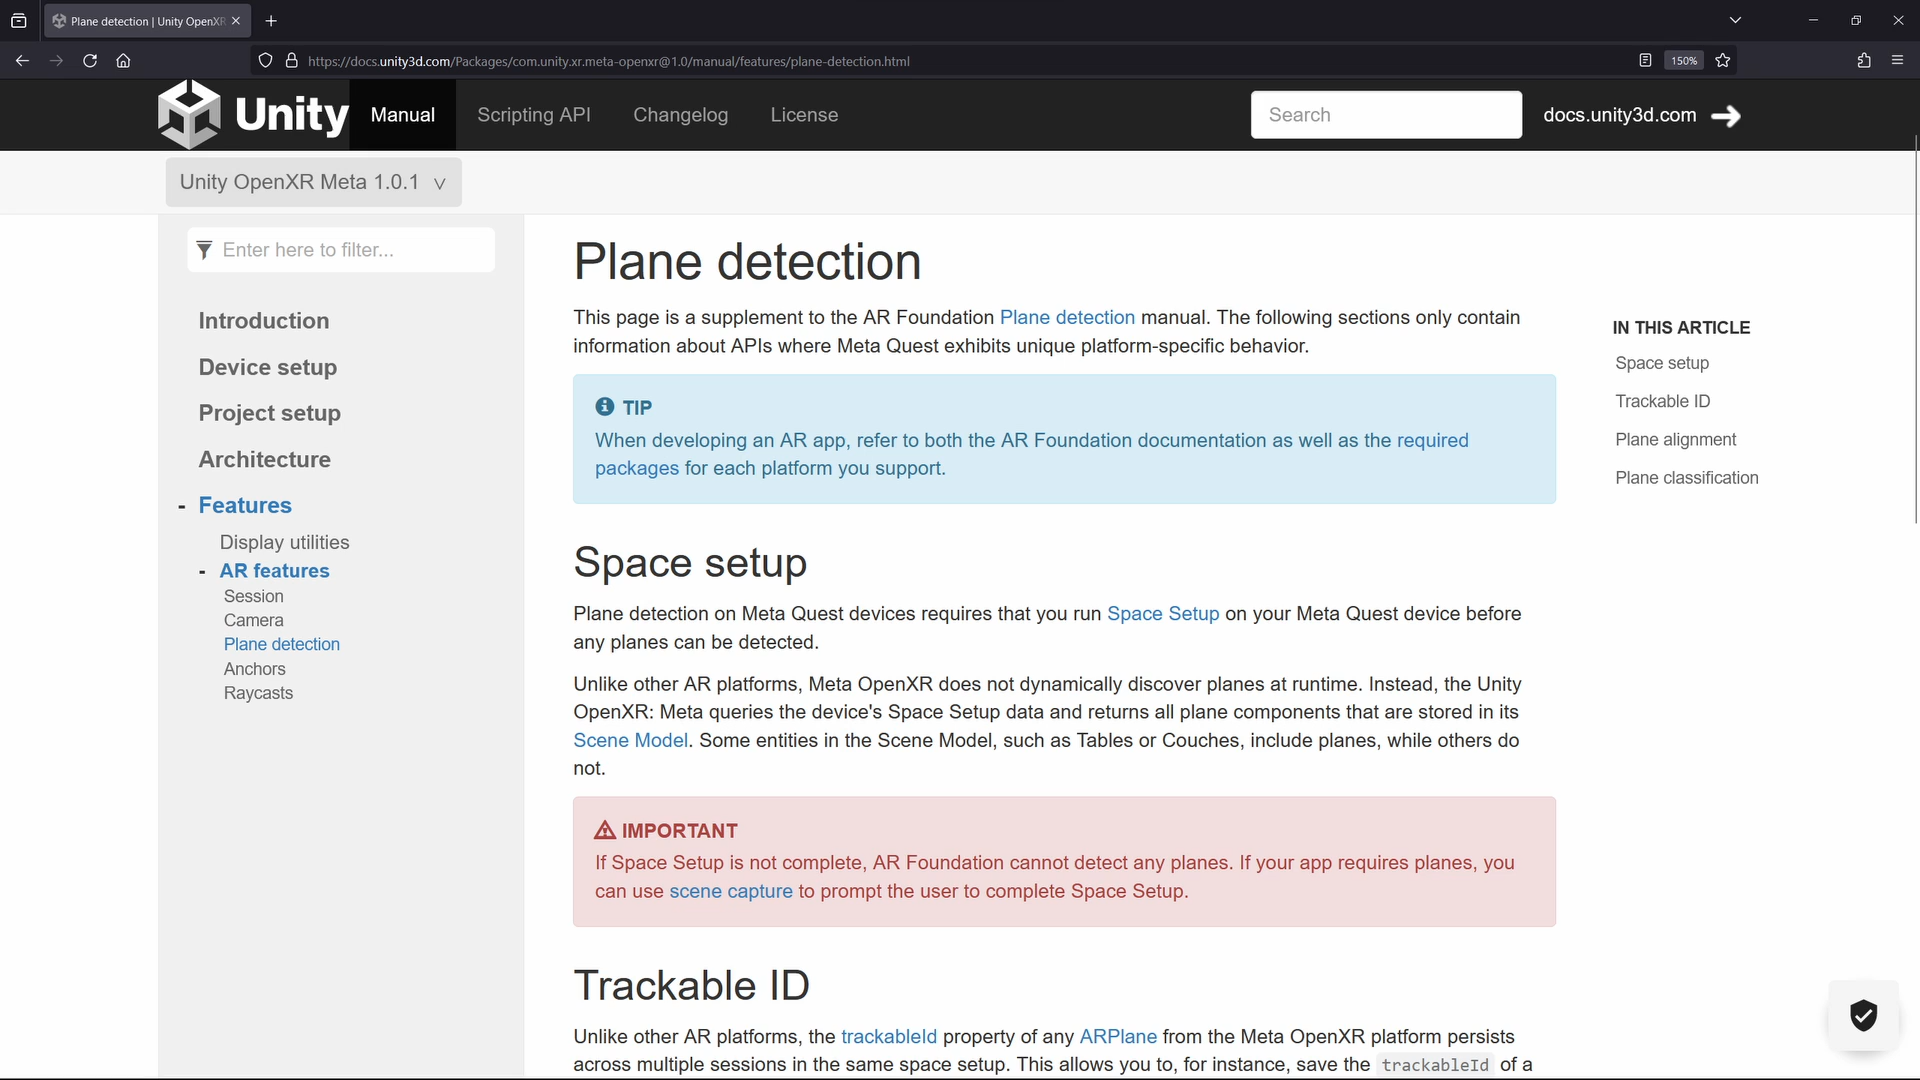 Plane detection | Unity OpenXR
https://docs.unity3d.com/Packages/com.unity.xr.meta-openxr@1.0/manual/features/plane-detection.html
150%
Unity
Manual
Scripting API
Changelog
License
Search
docs.unity3d.com
Unity OpenXR Meta 1.0.1
Enter here to filter...
Introduction
Device setup
Project setup
Architecture
- Features
Display utilities
- AR features
Session
Camera
Plane detection
Anchors
Raycasts
Plane detection
This page is a supplement to the AR Foundation Plane detection manual. The following sections only contain
information about APIs where Meta Quest exhibits unique platform-specific behavior.
TIP
When developing an AR app, refer to both the AR Foundation documentation as well as the required
packages for each platform you support.
Space setup
Plane detection on Meta Quest devices requires that you run Space Setup on your Meta Quest device before
any planes can be detected.
Unlike other AR platforms, Meta OpenXR does not dynamically discover planes at runtime. Instead, the Unity
OpenXR: Meta queries the device's Space Setup data and returns all plane components that are stored in its
Scene Model. Some entities in the Scene Model, such as Tables or Couches, include planes, while others do
not.
IMPORTANT
If Space Setup is not complete, AR Foundation cannot detect any planes. If your app requires planes, you
can use scene capture to prompt the user to complete Space Setup.
Trackable ID
Unlike other AR platforms, the trackableId property of any ARPlane from the Meta OpenXR platform persists
across multiple sessions in the same space setup. This allows you to, for instance, save the trackableId of a
IN THIS ARTICLE
Space setup
Trackable ID
Plane alignment
Plane classification